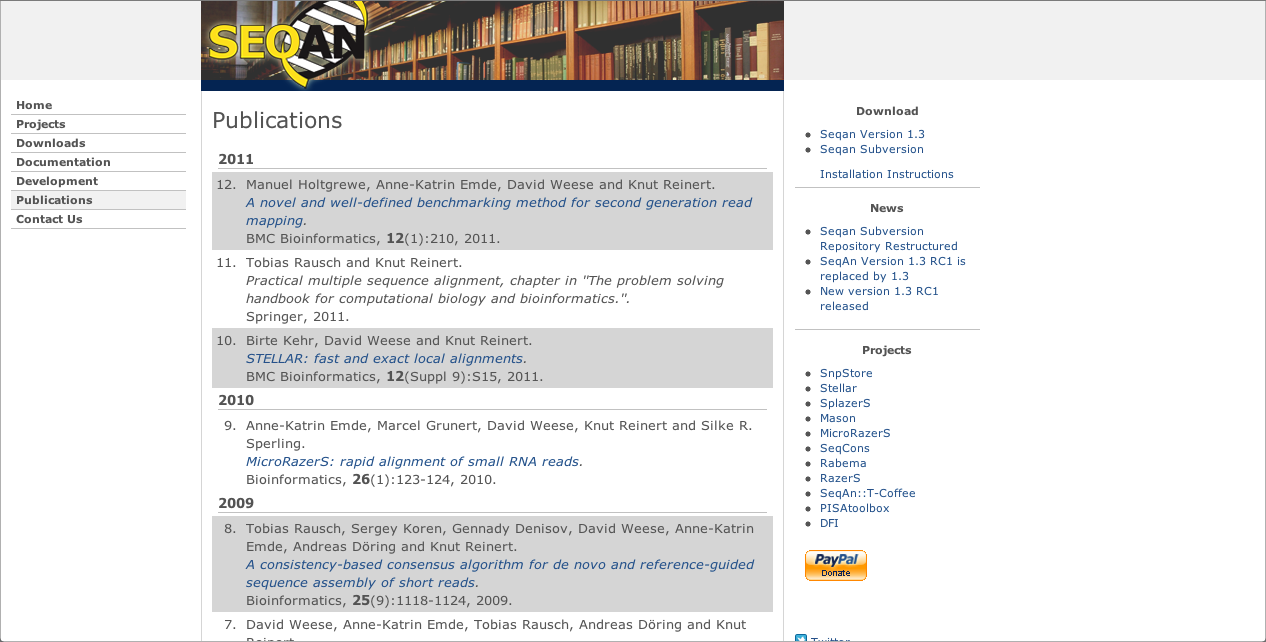 SEQAN
Home
Projects
Downloads
Documentation
Development
Publications
Contact Us
Publications
2011
12. Manuel Holtgrewe, Anne-Katrin Emde, David Weese and Knut Reinert.
A novel and well-defined benchmarking method for second generation read
mapping.
BMC Bioinformatics, 12(1):210, 2011.
11. Tobias Rausch and Knut Reinert.
Practical multiple sequence alignment, chapter in "The problem solving
handbook for computational biology and bioinformatics.".
Springer, 2011.
10. Birte Kehr, David Weese and Knut Reinert.
STELLAR: fast and exact local alignments.
BMC Bioinformatics, 12(Suppl 9):S15, 2011.
2010
9. Anne-Katrin Emde, Marcel Grunert, David Weese, Knut Reinert and Silke R.
Sperling.
MicroRazerS: rapid alignment of small RNA reads.
Bioinformatics, 26(1):123-124, 2010.
2009
8. Tobias Rausch, Sergey Koren, Gennady Denisov, David Weese, Anne-Katrin
Emde, Andreas Döring and Knut Reinert.
A consistency-based consensus algorithm for de novo and reference-guided
sequence assembly of short reads.
Bioinformatics, 25(9):1118-1124, 2009.
7. David Weese, Anne-Katrin Emde, Tobias Rausch, Andreas Döring and Knut
Reinert.
Download
Seqan Version 1.3
Seqan Subversion
Installation Instructions
News
Seqan Subversion
Repository Restructured
SeqAn Version 1.3 RC1 is
replaced by 1.3
New version 1.3 RC1
released
Projects
SnpStore
Stellar
SplazerS
Mason
MicroRazerS
SeqCons
Rabema
RazerS
SeqAn::T-Coffee
PISAtoolbox
DFI
PayPal
Donate
Twitter